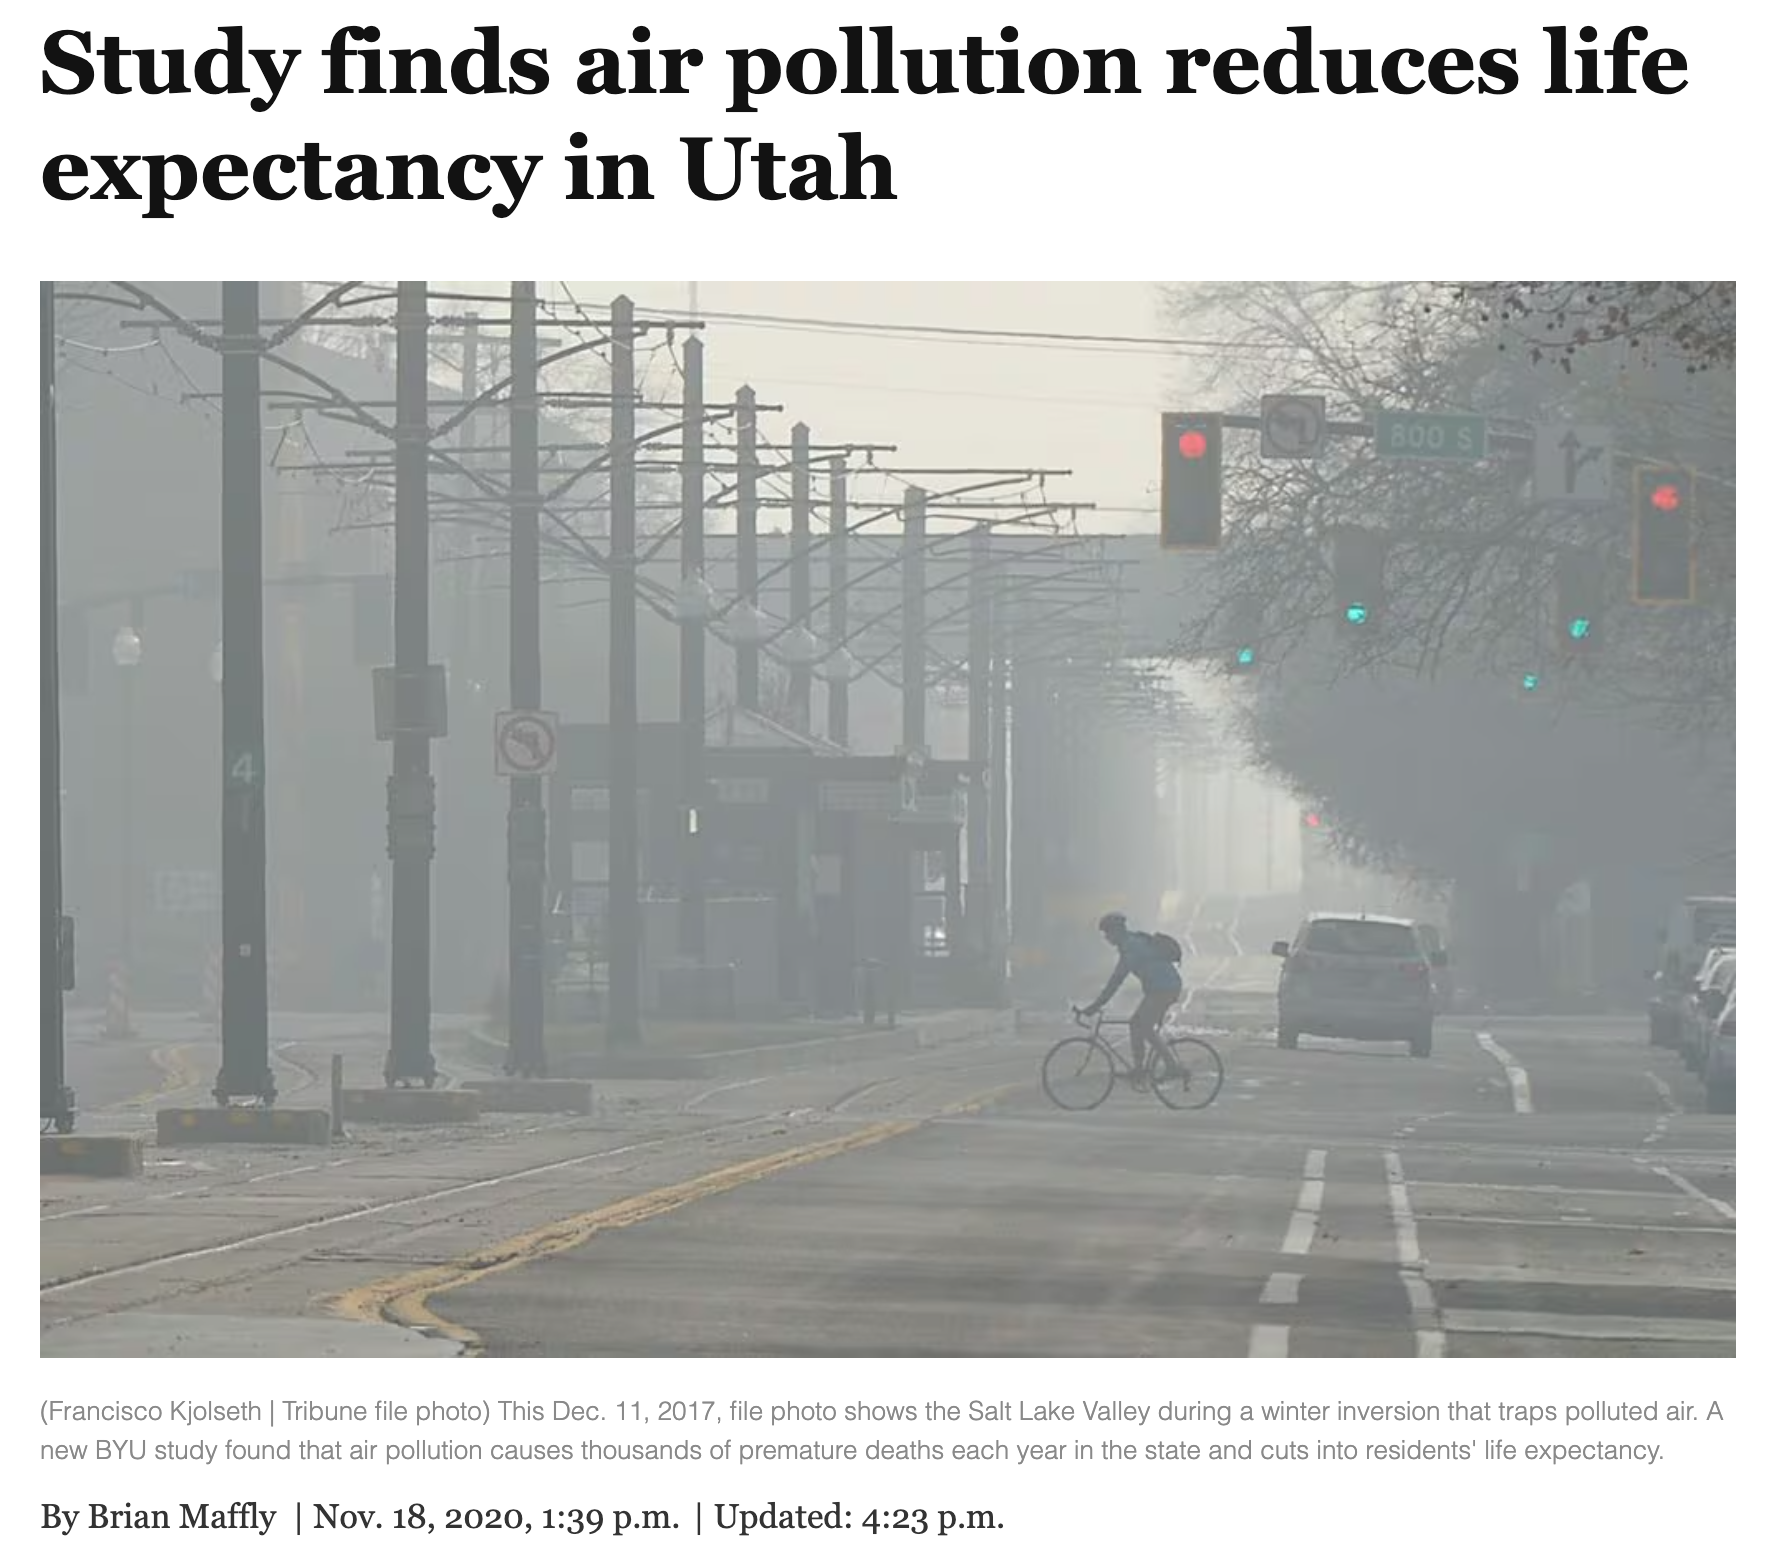 Study finds air pollution reduces life
expectancy in Utah
800 S
4
(Francisco Kjolseth | Tribune file photo) This Dec. 11, 2017, file photo shows the Salt Lake Valley during a winter inversion that traps polluted air. A
new BYU study found that air pollution causes thousands of premature deaths each year in the state and cuts into residents' life expectancy.
By Brian Maffly | Nov. 18, 2020, 1:39 p.m. | Updated: 4:23 p.m.